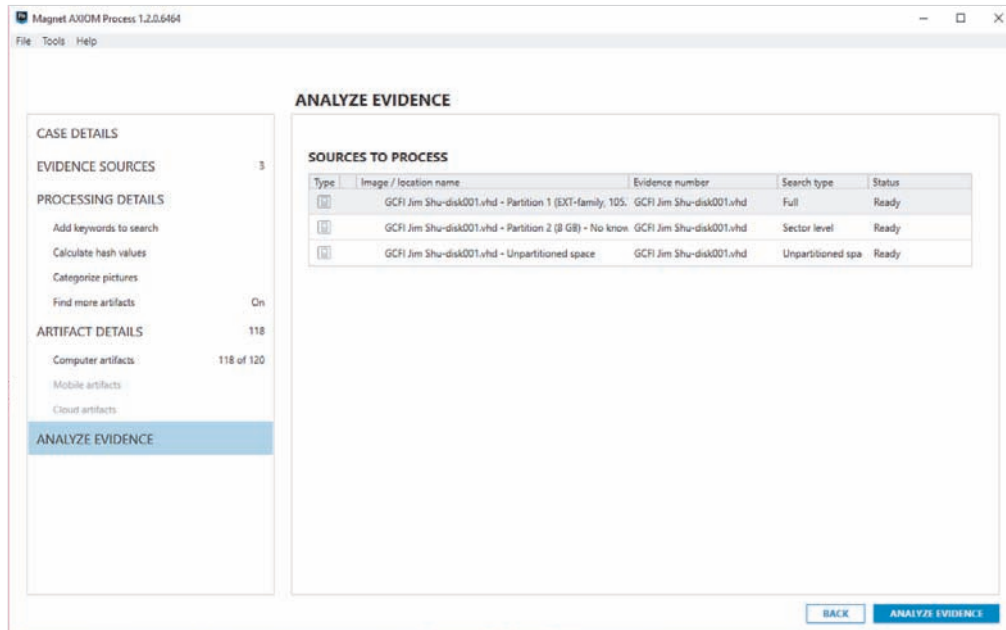 Magnet AXIOM Process 1.2.0.6464
File Tools Help
ANALYZE EVIDENCE
CASE DETAILS
EVIDENCE SOURCES 3
PROCESSING DETAILS
Add keywords to search
Calculate hash values
Categorize pictures
Find more artifacts On
ARTIFACT DETAILS 118
Computer artifacts 118 of 120
Mobile artifacts
Cloud artifacts
ANALYZE EVIDENCE
SOURCES TO PROCESS
Type Image / location name Evidence number Search type Status
GCFI Jim Shu-disk001.vhd - Partition 1 (EXT-family, 105. GCFI Jim Shu-disk001.vhd Full Ready
GCFI Jim Shu-disk001.vhd - Partition 2 (8 GB) - No know GCFI Jim Shu-disk001.vhd Sector level Ready
GCFI Jim Shu-disk001.vhd - Unpartitioned space GCFI Jim Shu-disk001.vhd Unpartitioned spa Ready
BACK ANALYZE EVIDENCE